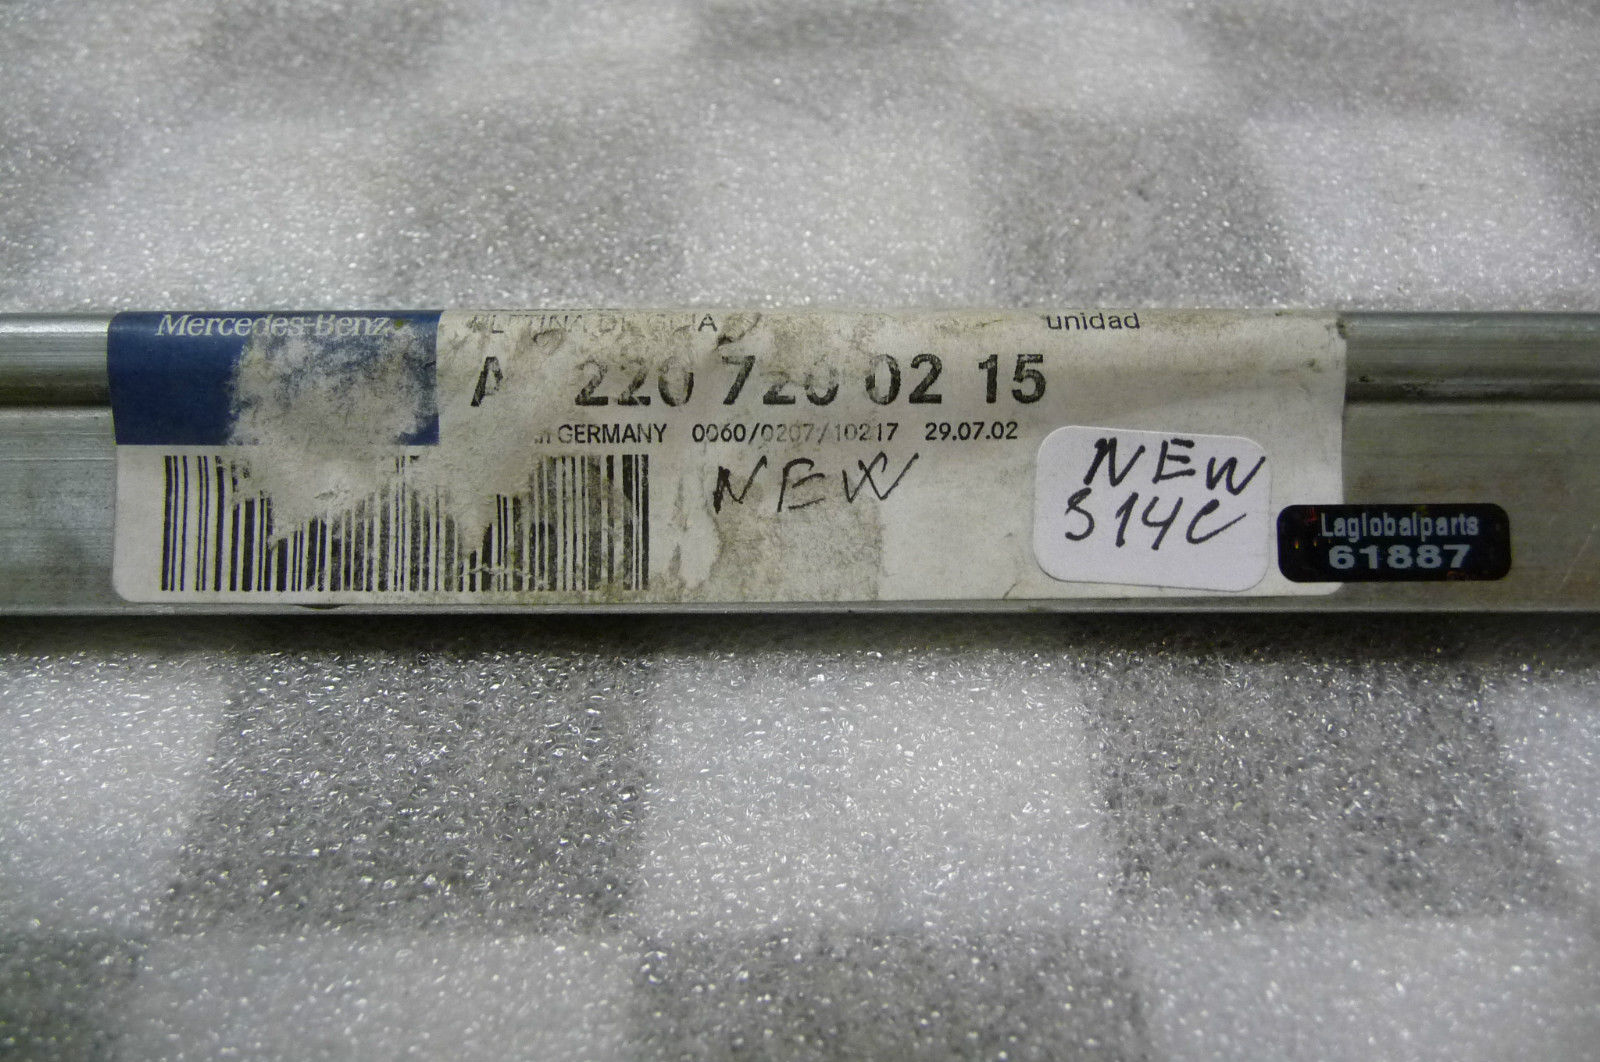 Mercedes-Benz
unidad
A 220 720 02 15
GERMANY 0060/0207/10217 29.07.02
NEW
NEW
S14C
Laglobalparts
61887